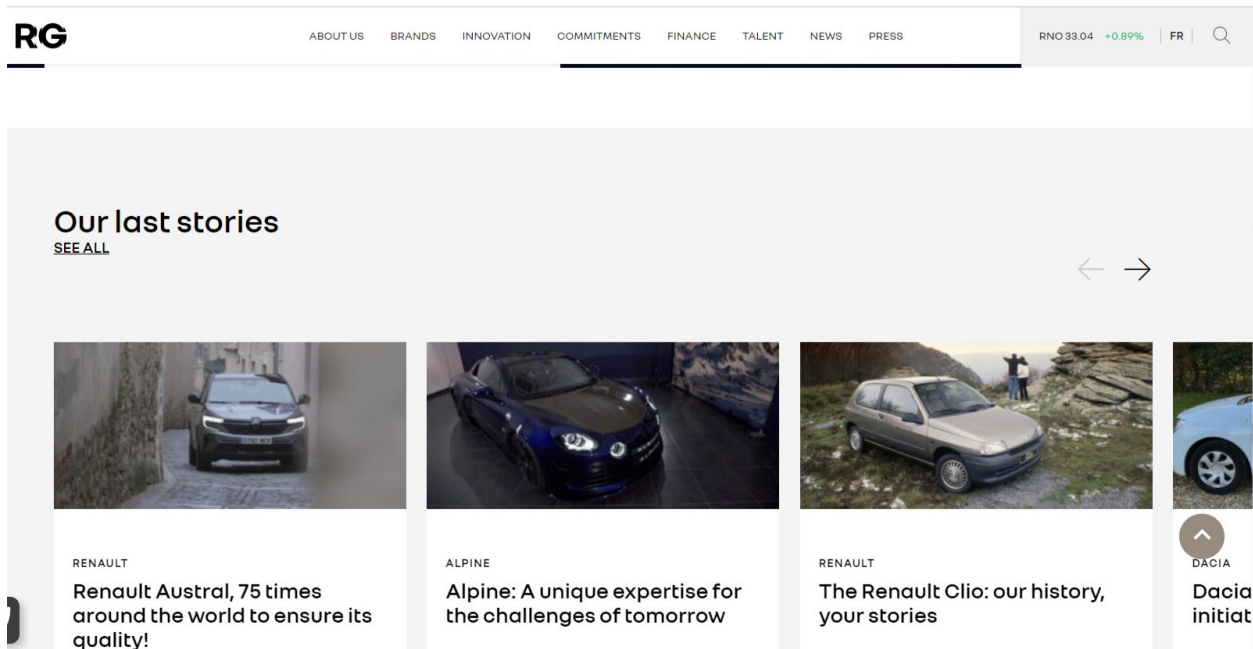 RG
ABOUT US BRANDS INNOVATION COMMITMENTS FINANCE TALENT NEWS PRESS RNO 33.04 +0.89% FR
Our last stories
SEE ALL
RENAULT
Renault Austral, 75 times
around the world to ensure its
quality!
ALPINE
Alpine: A unique expertise for
the challenges of tomorrow
RENAULT
The Renault Clio: our history,
your stories
DACIA
Dacia
initiat